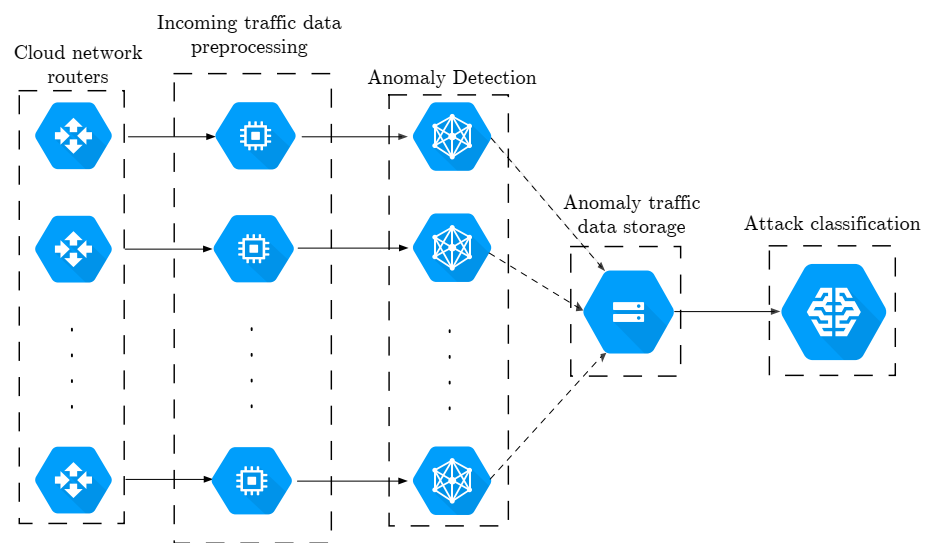 Cloud network
routers
Incoming traffic data
preprocessing
Anomaly Detection
Anomaly traffic
data storage
Attack classification